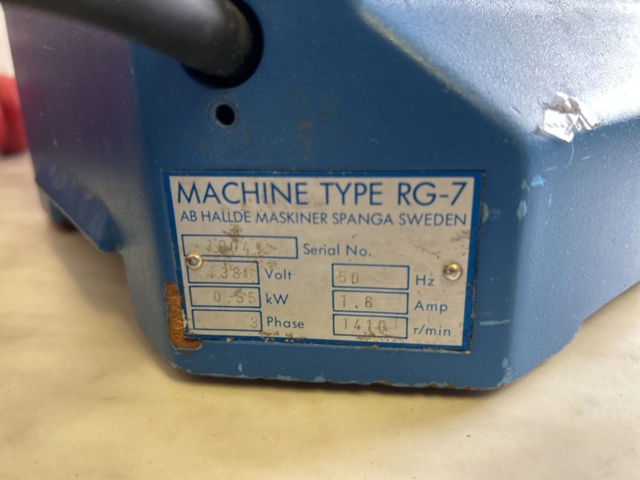 MACHINE TYPE RG-7
AB HALLDE MASKINER SPANGA SWEDEN
Serial No.
Volt 50 Hz
0.55 kW 1.6 Amp
3 Phase 1410 r/min